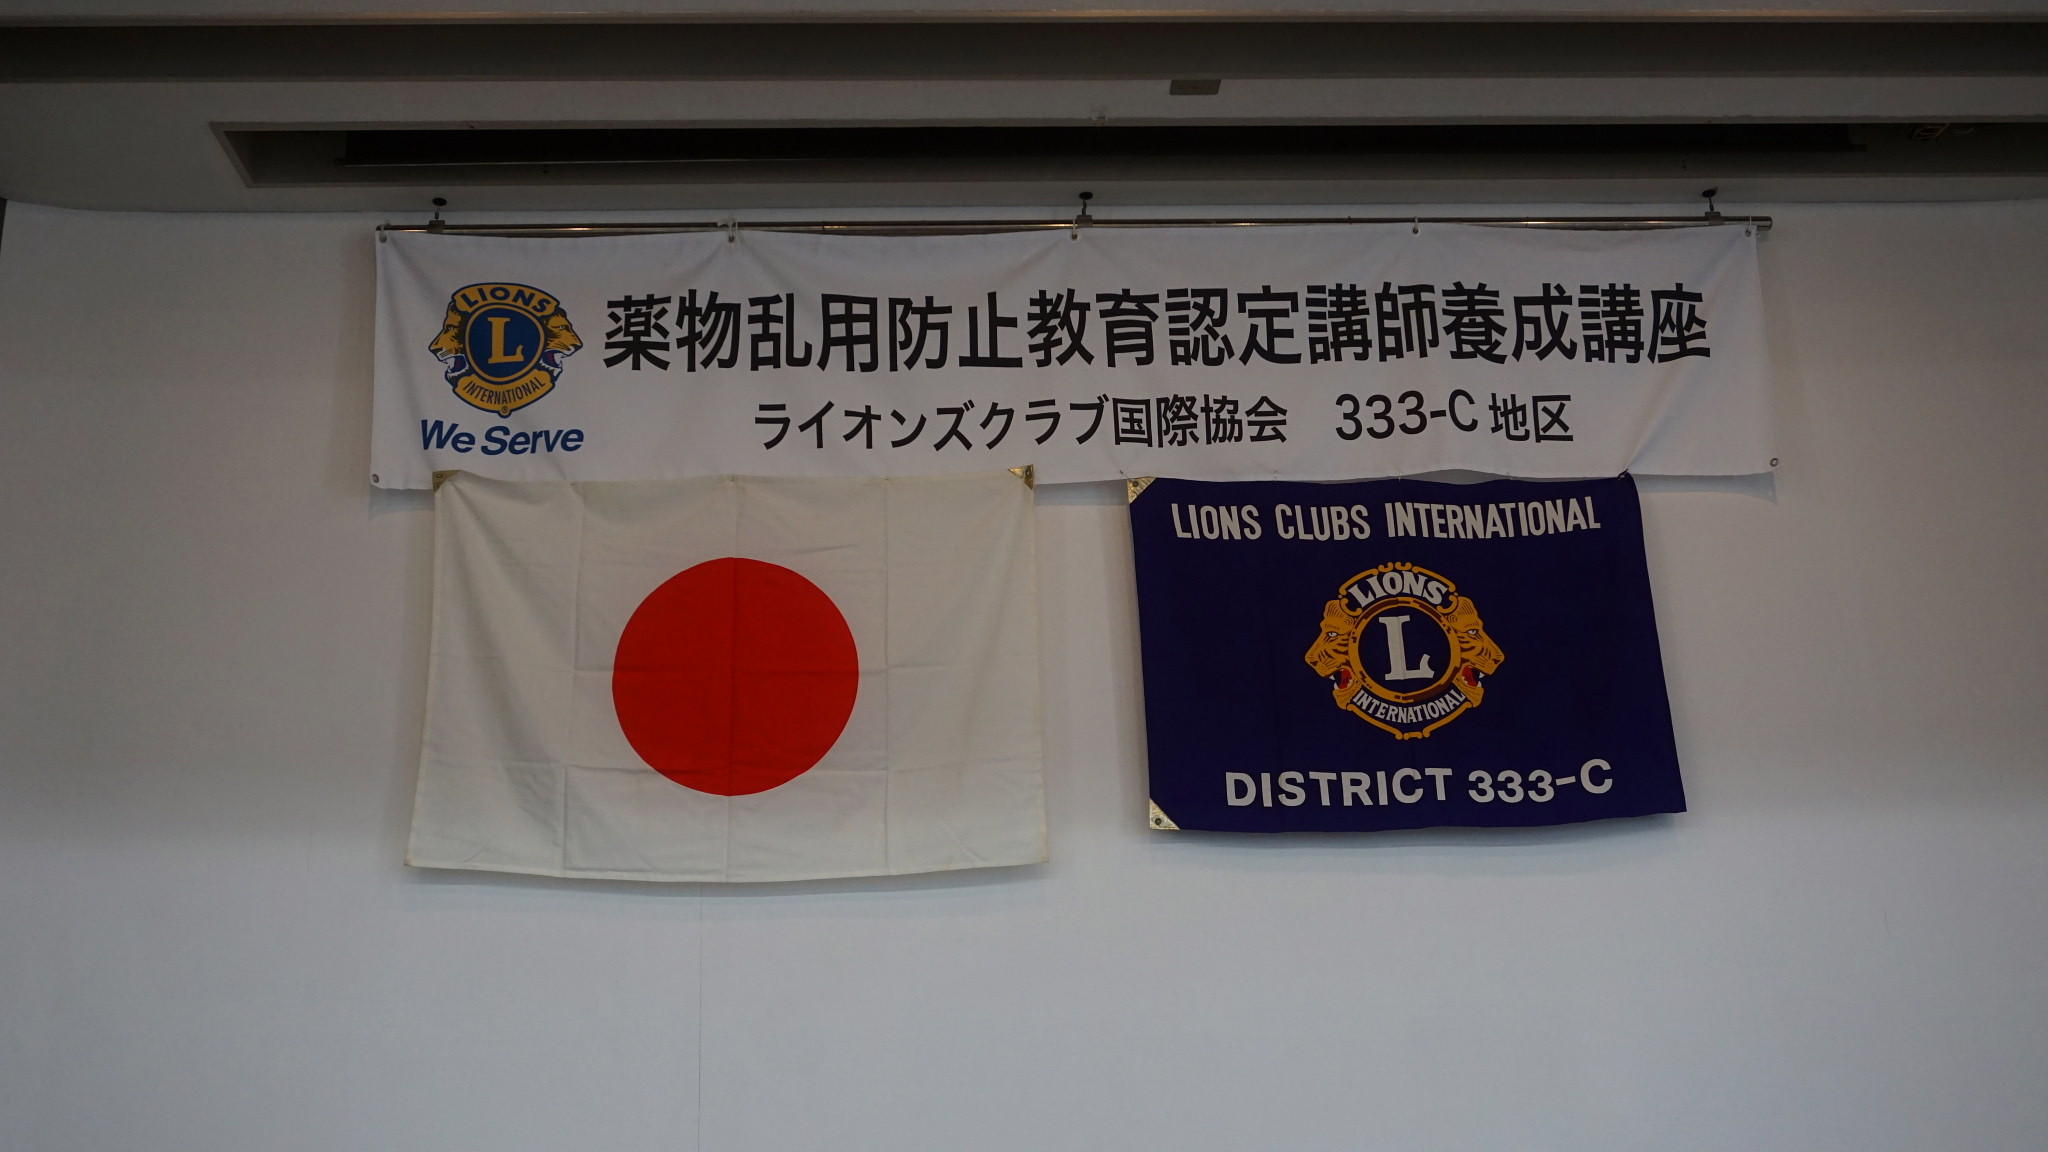 LIONS
L
INTERNATIONAL
®
We Serve
薬物乱用防止教育認定講師養成講座
ライオンズクラブ国際協会 333-C 地区
LIONS CLUBS INTERNATIONAL
LIONS
L
INTERNATIONAL
DISTRICT 333-C